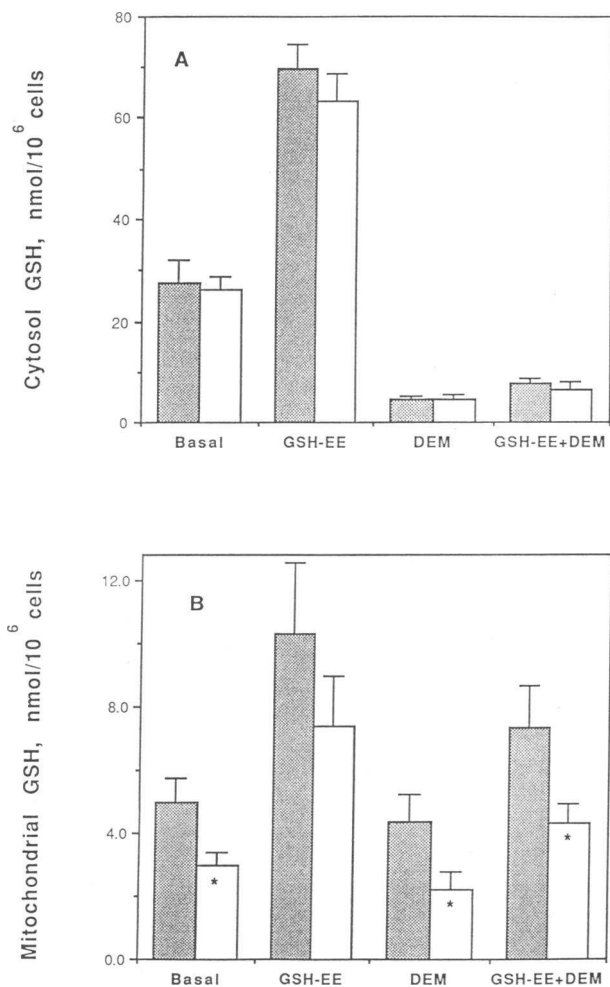 80
A
60
40
20
0
Cytosol GSH, nmol/10⁶ cells
Basal GSH-EE DEM GSH-EE+DEM
12.0
B
8.0
4.0
0.0
Mitochondrial GSH, nmol/10⁶ cells
* * *
Basal GSH-EE DEM GSH-EE+DEM